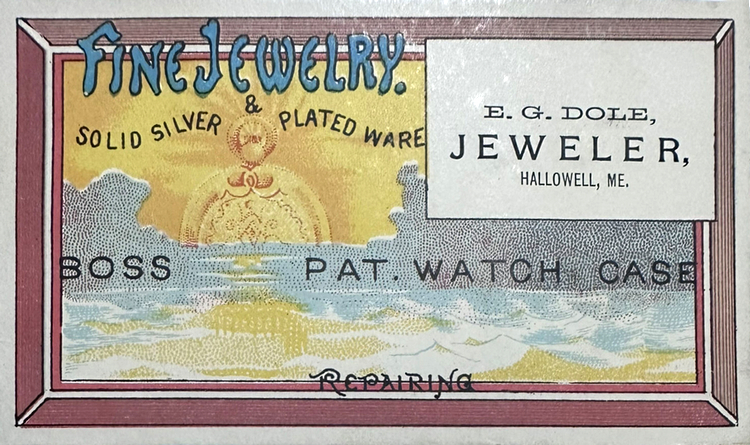 FINE JEWELRY.
&
SOLID SILVER PLATED WARE
E. G. DOLE,
JEWELER,
HALLOWELL, ME.
BOSS PAT. WATCH CASE
REPAIRING